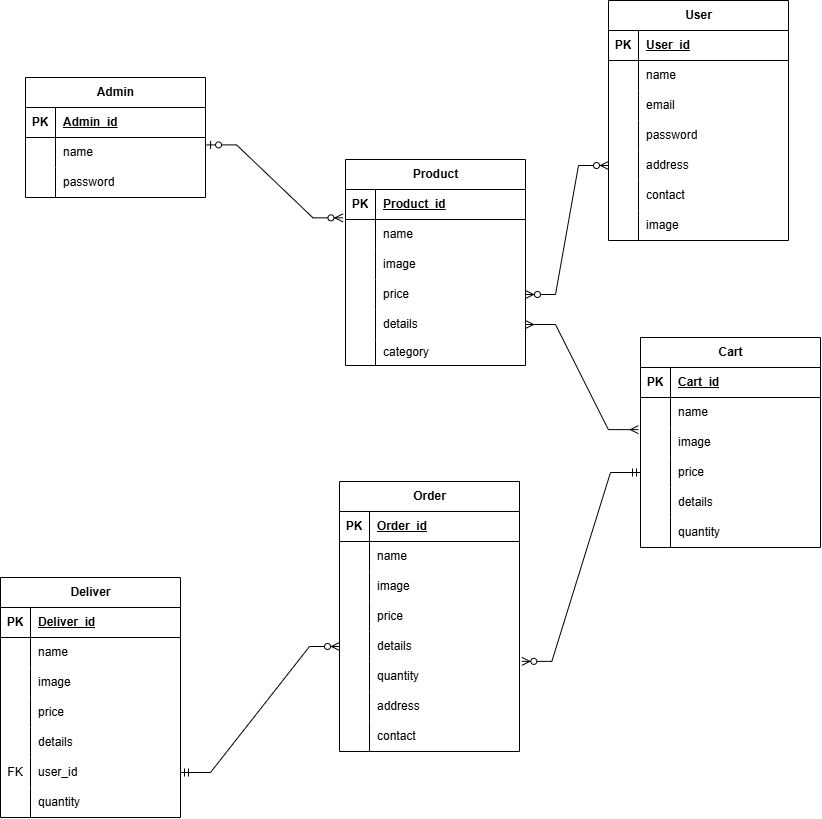 User
PK User_id
name
email
password
address
contact
image
Admin
PK Admin_id
name
password
Product
PK Product_id
name
image
price
details
category
Cart
PK Cart_id
name
image
price
details
quantity
Order
PK Order_id
name
image
price
details
quantity
address
contact
Deliver
PK Deliver_id
name
image
price
details
FK user_id
quantity